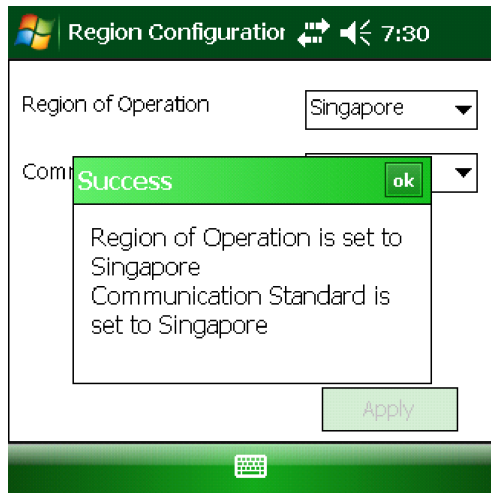 Region Configuration 7:30
Region of Operation Singapore
Comm
Success ok
Region of Operation is set to
Singapore
Communication Standard is
set to Singapore
Apply